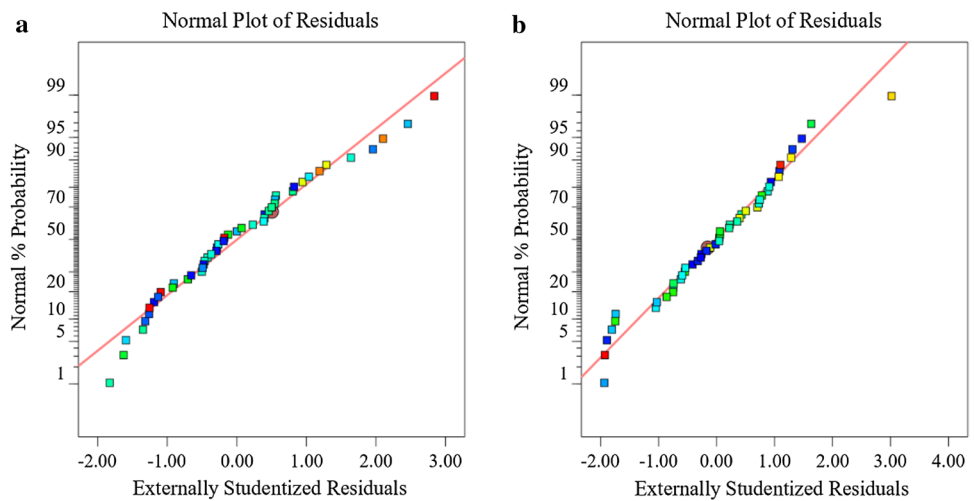 a
Normal Plot of Residuals
Normal % Probability
99
95
90
70
50
20
10
5
1
-2.00 -1.00 0.00 1.00 2.00 3.00
Externally Studentized Residuals
b
Normal Plot of Residuals
Normal % Probability
99
95
90
70
50
20
10
5
1
-2.00 -1.00 0.00 1.00 2.00 3.00 4.00
Externally Studentized Residuals